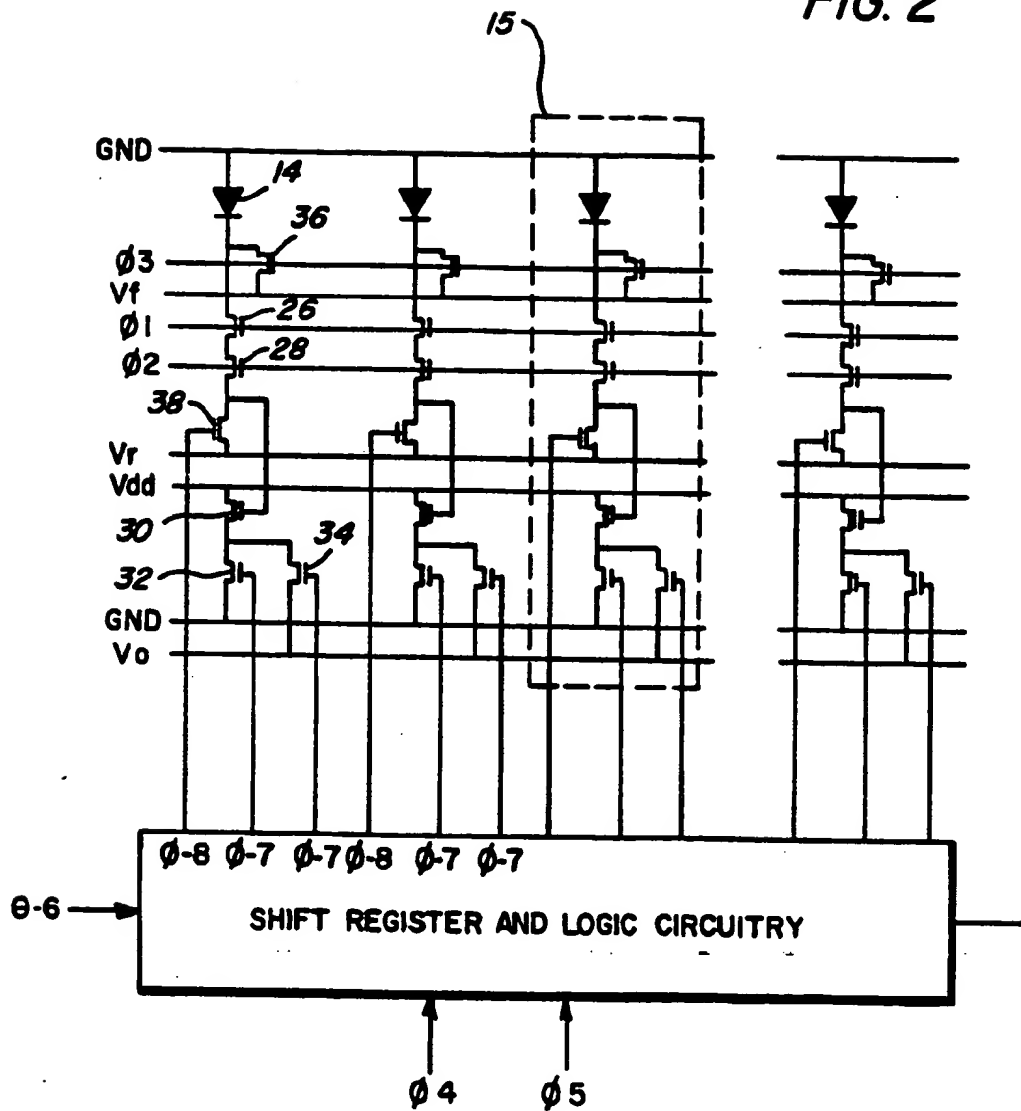 FIG. 2
15
GND
14
36
Ø3
Vf
Ø1
26
Ø2
28
38
Vr
Vdd
30
34
32
GND
Vo
Ø-8 Ø-7 Ø-7 Ø-8 Ø-7 Ø-7
Θ-6
SHIFT REGISTER AND LOGIC CIRCUITRY
Ø4 Ø5